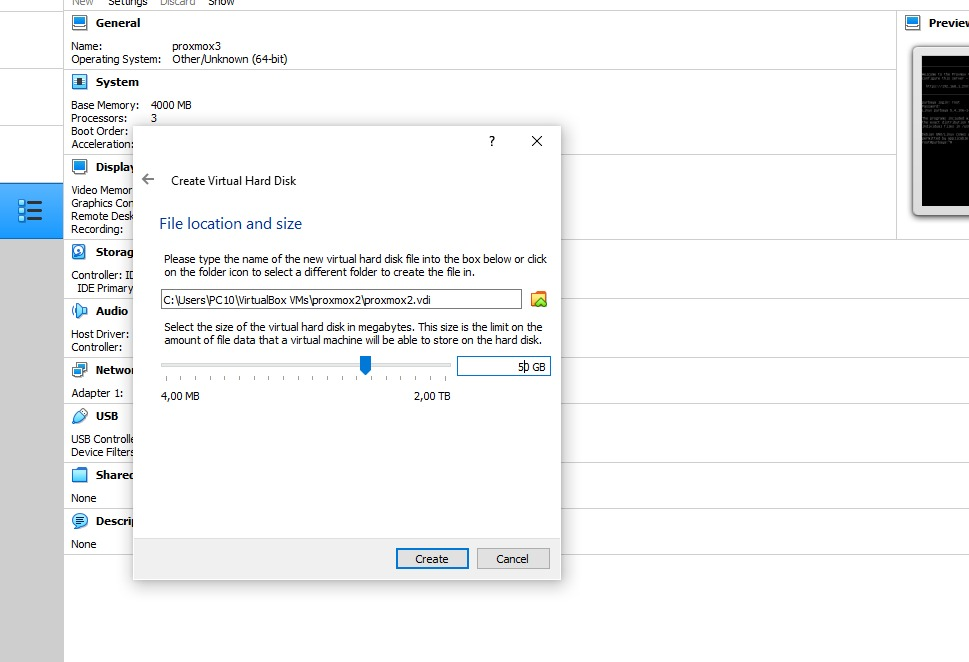 New Settings Discard Show
General
Name: proxmox3
Operating System: Other/Unknown (64-bit)
Preview
System
Base Memory: 4000 MB
Processors: 3
Boot Order:
Acceleration:
Display
Video Memor
Graphics Con
Remote Desk
Recording:
Storag
Controller: ID
IDE Primary
Audio
Host Driver:
Controller:
Networ
Adapter 1:
USB
USB Controlle
Device Filters
Shared
None
Descrip
None
?
Create Virtual Hard Disk
File location and size
Please type the name of the new virtual hard disk file into the box below or click
on the folder icon to select a different folder to create the file in.
C:\Users\PC10\VirtualBox VMs\proxmox2\proxmox2.vdi
Select the size of the virtual hard disk in megabytes. This size is the limit on the
amount of file data that a virtual machine will be able to store on the hard disk.
50 GB
4,00 MB 2,00 TB
Create Cancel